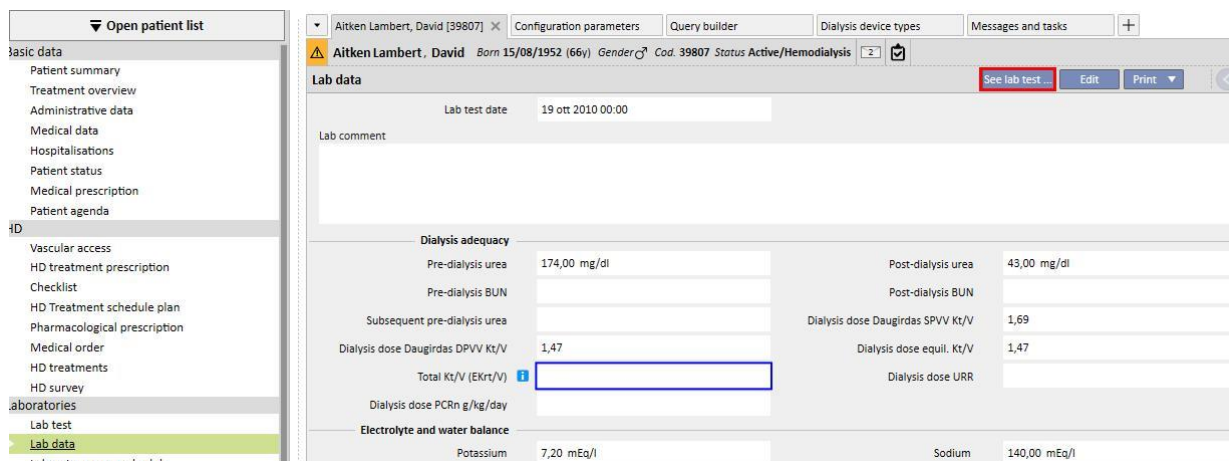 Open patient list
Aitken Lambert, David [39807]
Configuration parameters
Query builder
Dialysis device types
Messages and tasks
Basic data
Aitken Lambert, David Born 15/08/1952 (66y) Gender Cod. 39807 Status Active/Hemodialysis 2
Patient summary
Lab data
See lab test ...
Edit
Print
Treatment overview
Administrative data
Lab test date 19 ott 2010 00:00
Medical data
Lab comment
Hospitalisations
Patient status
Medical prescription
Patient agenda
HD
Vascular access
HD treatment prescription
Checklist
HD Treatment schedule plan
Pharmacological prescription
Medical order
HD treatments
HD survey
Laboratories
Lab test
Lab data
Dialysis adequacy
Pre-dialysis urea 174,00 mg/dl
Post-dialysis urea 43,00 mg/dl
Pre-dialysis BUN
Post-dialysis BUN
Subsequent pre-dialysis urea
Dialysis dose Daugirdas SPVV Kt/V 1,69
Dialysis dose Daugirdas DPVV Kt/V 1,47
Dialysis dose equil. Kt/V 1,47
Total Kt/V (EKrt/V)
Dialysis dose URR
Dialysis dose PCRn g/kg/day
Electrolyte and water balance
Potassium 7,20 mEq/l
Sodium 140,00 mEq/l